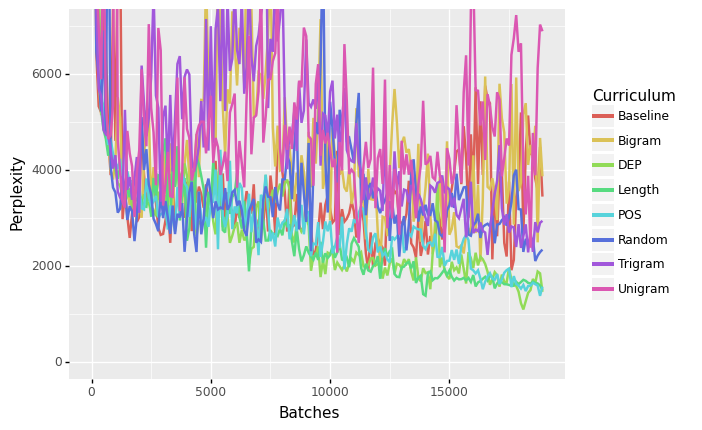 6000
4000
2000
0
Perplexity
0 5000 10000 15000
Batches
Curriculum
Baseline
Bigram
DEP
Length
POS
Random
Trigram
Unigram